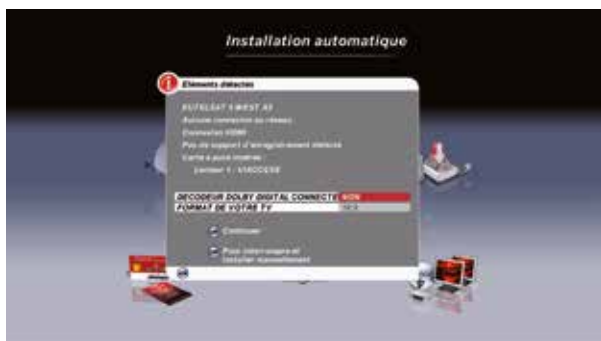 Installation automatique
Eléments détectés
EUTELSAT 5 WEST A3
Aucune connexion au réseau.
Connexion HDMI
Pas de support d'enregistrement détecté
Carte à puce insérée :
Lecteur 1 : VIACCESS
DECODEUR DOLBY DIGITAL CONNECTE NON
FORMAT DE VOTRE TV
Continuer
Pour interrompre et
installer manuellement